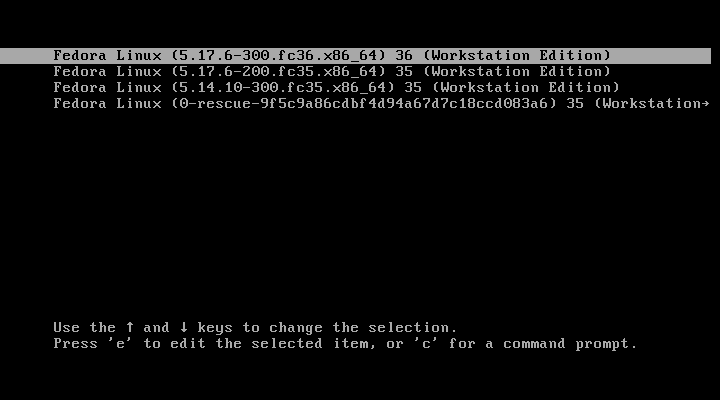 Fedora Linux (5.17.6-300.fc36.x86_64) 36 (Workstation Edition)
Fedora Linux (5.17.6-200.fc35.x86_64) 35 (Workstation Edition)
Fedora Linux (5.14.10-300.fc35.x86_64) 35 (Workstation Edition)
Fedora Linux (0-rescue-9f5c9a86cdbf4d94a67d7c18ccd083a6) 35 (Workstation→
Use the ↑ and ↓ keys to change the selection.
Press 'e' to edit the selected item, or 'c' for a command prompt.